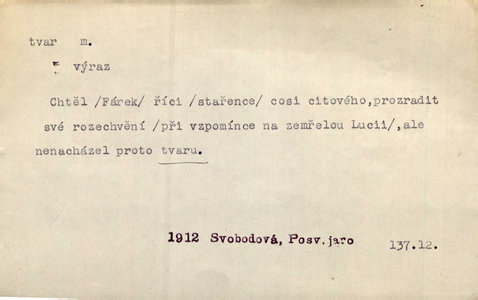 tvar m.
výraz
Chtěl /Fárek/ říci /stařence/ cosi citového,prozradit
své rozechvění /při vzpomínce na zemřelou Lucii/,ale
nenacházel proto tvaru.
1912 Svobodová, Posv.jaro 137.12.